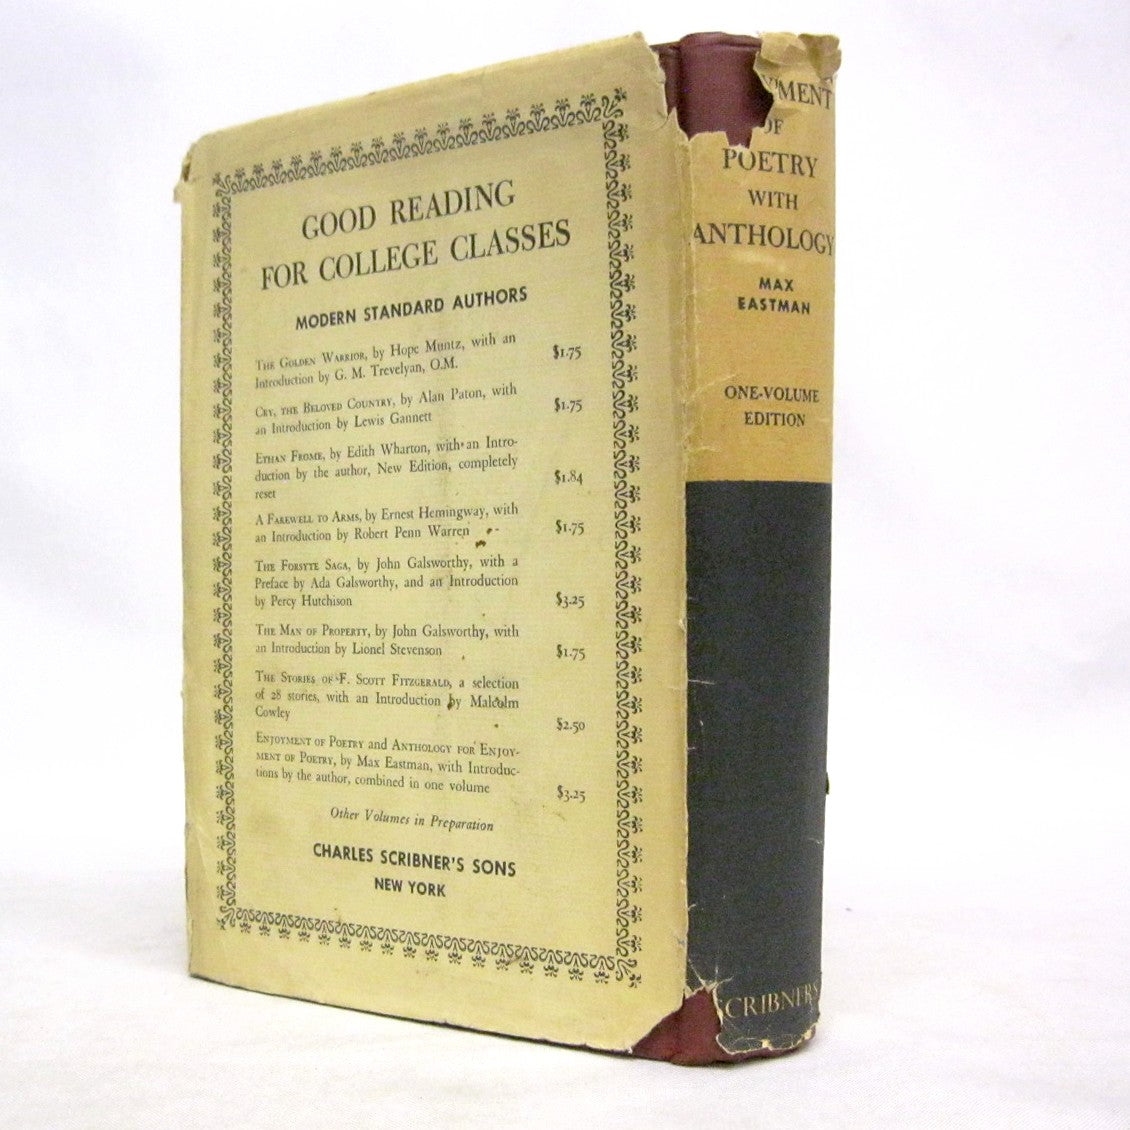 GOOD READING
FOR COLLEGE CLASSES
MODERN STANDARD AUTHORS
THE GOLDEN WARRIOR, by Hope Muntz, with an
Introduction by G. M. Trevelyan, O.M. $1.75
CRY, THE BELOVED COUNTRY, by Alan Paton, with
an Introduction by Lewis Gannett $1.75
ETHAN FROME, by Edith Wharton, with an Intro-
duction by the author, New Edition, completely
reset $1.84
A FAREWELL TO ARMS, by Ernest Hemingway, with
an Introduction by Robert Penn Warren $1.75
THE FORSYTE SAGA, by John Galsworthy, with a
Preface by Ada Galsworthy, and an Introduction
by Percy Hutchison $3.25
THE MAN OF PROPERTY, by John Galsworthy, with
an Introduction by Lionel Stevenson $1.75
THE STORIES OF F. SCOTT FITZGERALD, a selection
of 28 stories, with an Introduction by Malcolm
Cowley $2.50
ENJOYMENT OF POETRY and ANTHOLOGY FOR ENJOY-
MENT OF POETRY, by Max Eastman, with Introduc-
tions by the author, combined in one volume $3.25
Other Volumes in Preparation
CHARLES SCRIBNER'S SONS
NEW YORK
YMENT
OF
POETRY
WITH
ANTHOLOGY
MAX
EASTMAN
ONE-VOLUME
EDITION
SCRIBNERS